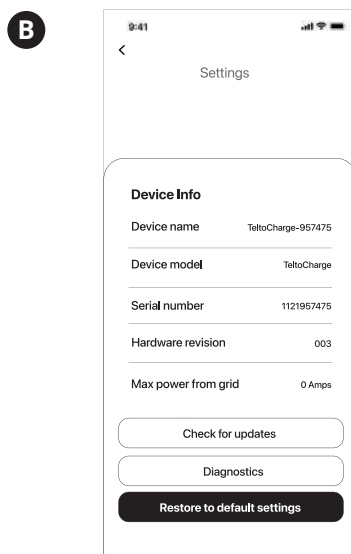 B
9:41
Settings
Device Info
Device name TeltoCharge-957475
Device model TeltoCharge
Serial number 1121957475
Hardware revision 003
Max power from grid 0 Amps
Check for updates
Diagnostics
Restore to default settings